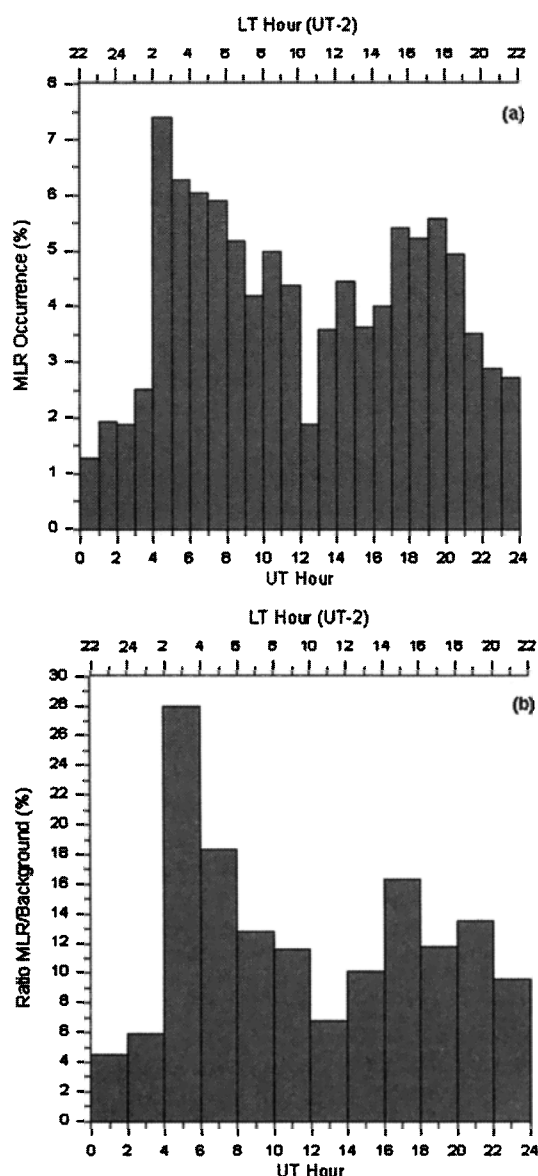 LT Hour (UT-2)
22 24 2 4 6 8 10 12 14 16 18 20 22
(a)
8
7
6
5
4
3
2
1
0
MLR Occurrence (%)
0 2 4 6 8 10 12 14 16 18 20 22 24
UT Hour
LT Hour (UT-2)
22 24 2 4 6 8 10 12 14 16 18 20 22
(b)
30
28
26
24
22
20
18
16
14
12
10
8
6
4
2
0
Ratio MLR/Background (%)
0 2 4 6 8 10 12 14 16 18 20 22 24
UT Hour